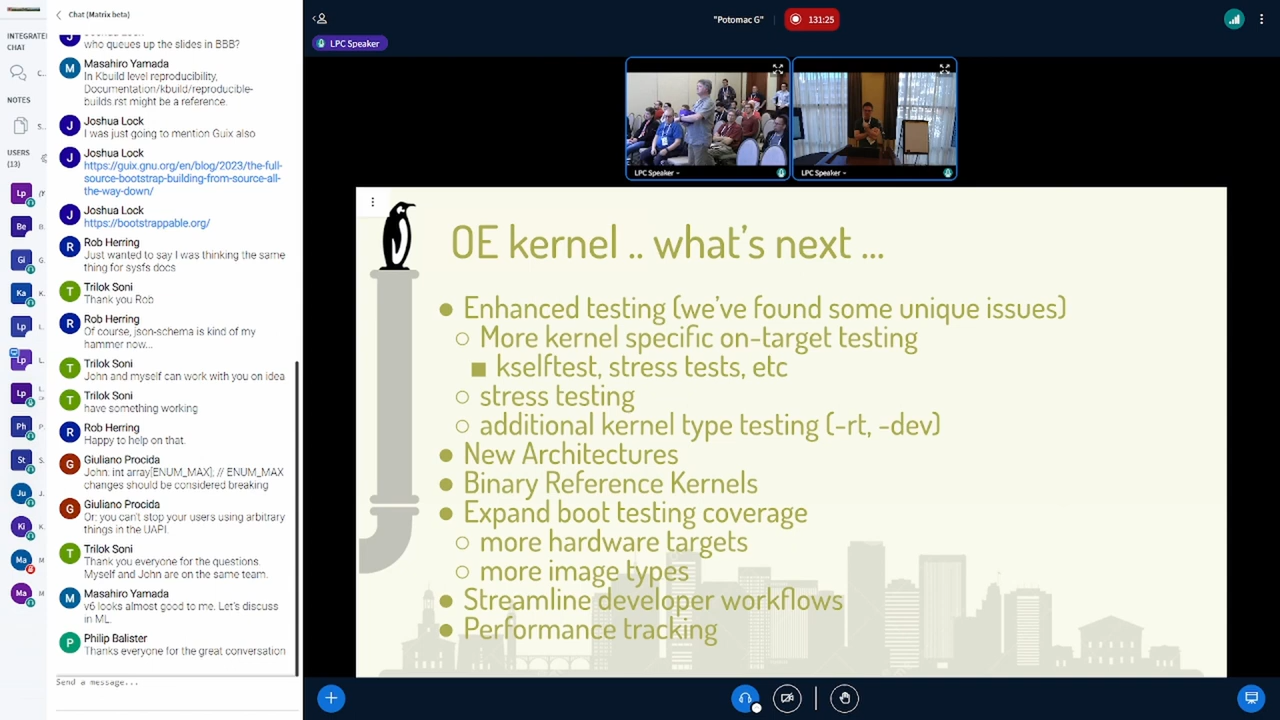 Chat (Matrix beta)
INTEGRATE
CHAT
C..
NOTES
S..
USERS
(13)
Joshua Lock
who queues up the slides in BBB?
Masahiro Yamada
In Kbuild level reproducibility,
Documentation/kbuild/reproducible-
builds.rst might be a reference.
Joshua Lock
I was just going to mention Guix also
Joshua Lock
https://guix.gnu.org/en/blog/2023/the-full-
source-bootstrap-building-from-source-all-
the-way-down/
Joshua Lock
https://bootstrappable.org/
Rob Herring
Just wanted to say I was thinking the same
thing for sysfs docs
Trilok Soni
Thank you Rob
Rob Herring
Of course, json-schema is kind of my
hammer now...
Trilok Soni
John and myself can work with you on idea
Trilok Soni
have something working
Rob Herring
Happy to help on that.
Giuliano Procida
John: int array[ENUM_MAX]; // ENUM_MAX
changes should be considered breaking
Giuliano Procida
Or: you can't stop your users using arbitrary
things in the UAPI.
Trilok Soni
Thank you everyone for the questions.
Myself and John are on the same team.
Masahiro Yamada
v6 looks almost good to me. Let's discuss
in ML.
Philip Balister
Thanks everyone for the great conversation
Send a message...
"Potomac G"
131:25
LPC Speaker
LPC Speaker
LPC Speaker
OE kernel .. what's next ...
● Enhanced testing (we've found some unique issues)
○ More kernel specific on-target testing
■ kselftest, stress tests, etc
○ stress testing
○ additional kernel type testing (-rt, -dev)
● New Architectures
● Binary Reference Kernels
● Expand boot testing coverage
○ more hardware targets
○ more image types
● Streamline developer workflows
● Performance tracking